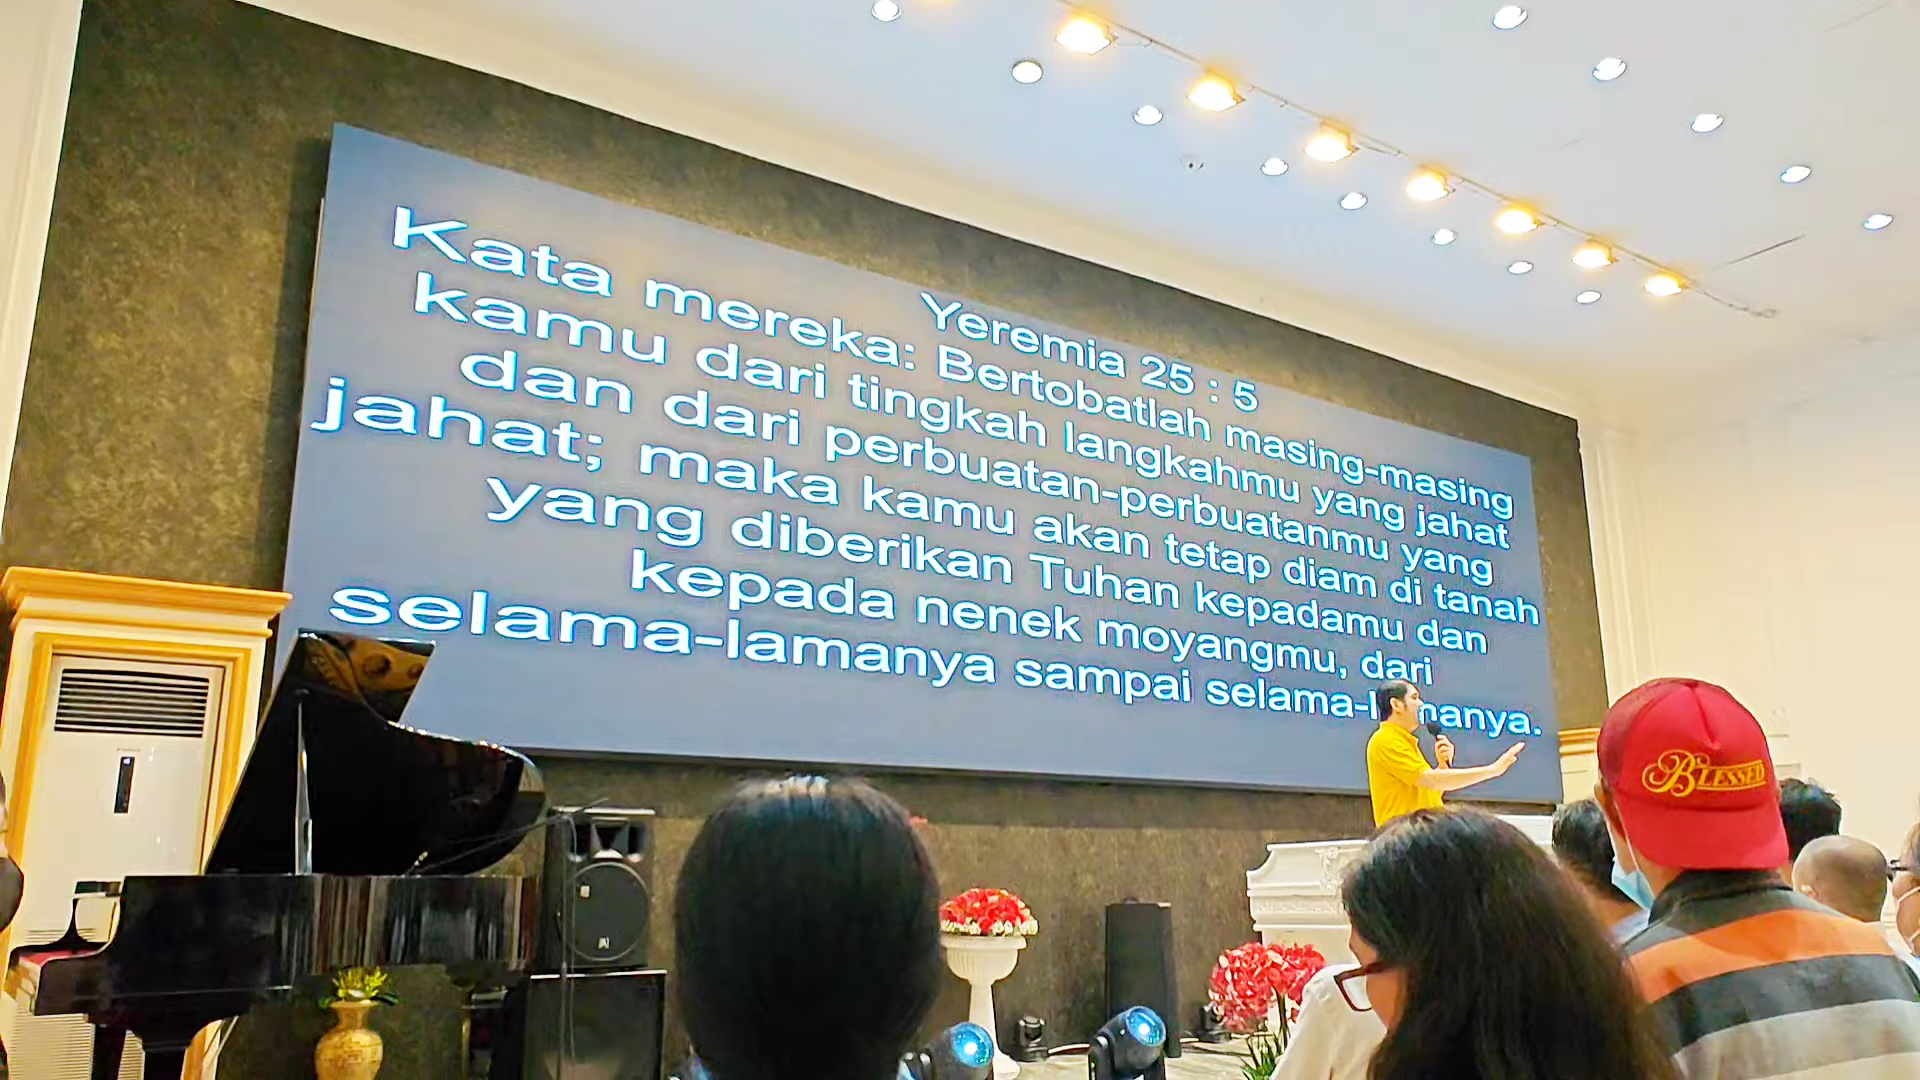 Yeremia 25 : 5
Kata mereka: Bertobatlah masing-masing
kamu dari tingkah langkahmu yang jahat
dan dari perbuatan-perbuatanmu yang
jahat; maka kamu akan tetap diam di tanah
yang diberikan Tuhan kepadamu dan
kepada nenek moyangmu, dari
selama-lamanya sampai selama-lamanya.
BLESSED